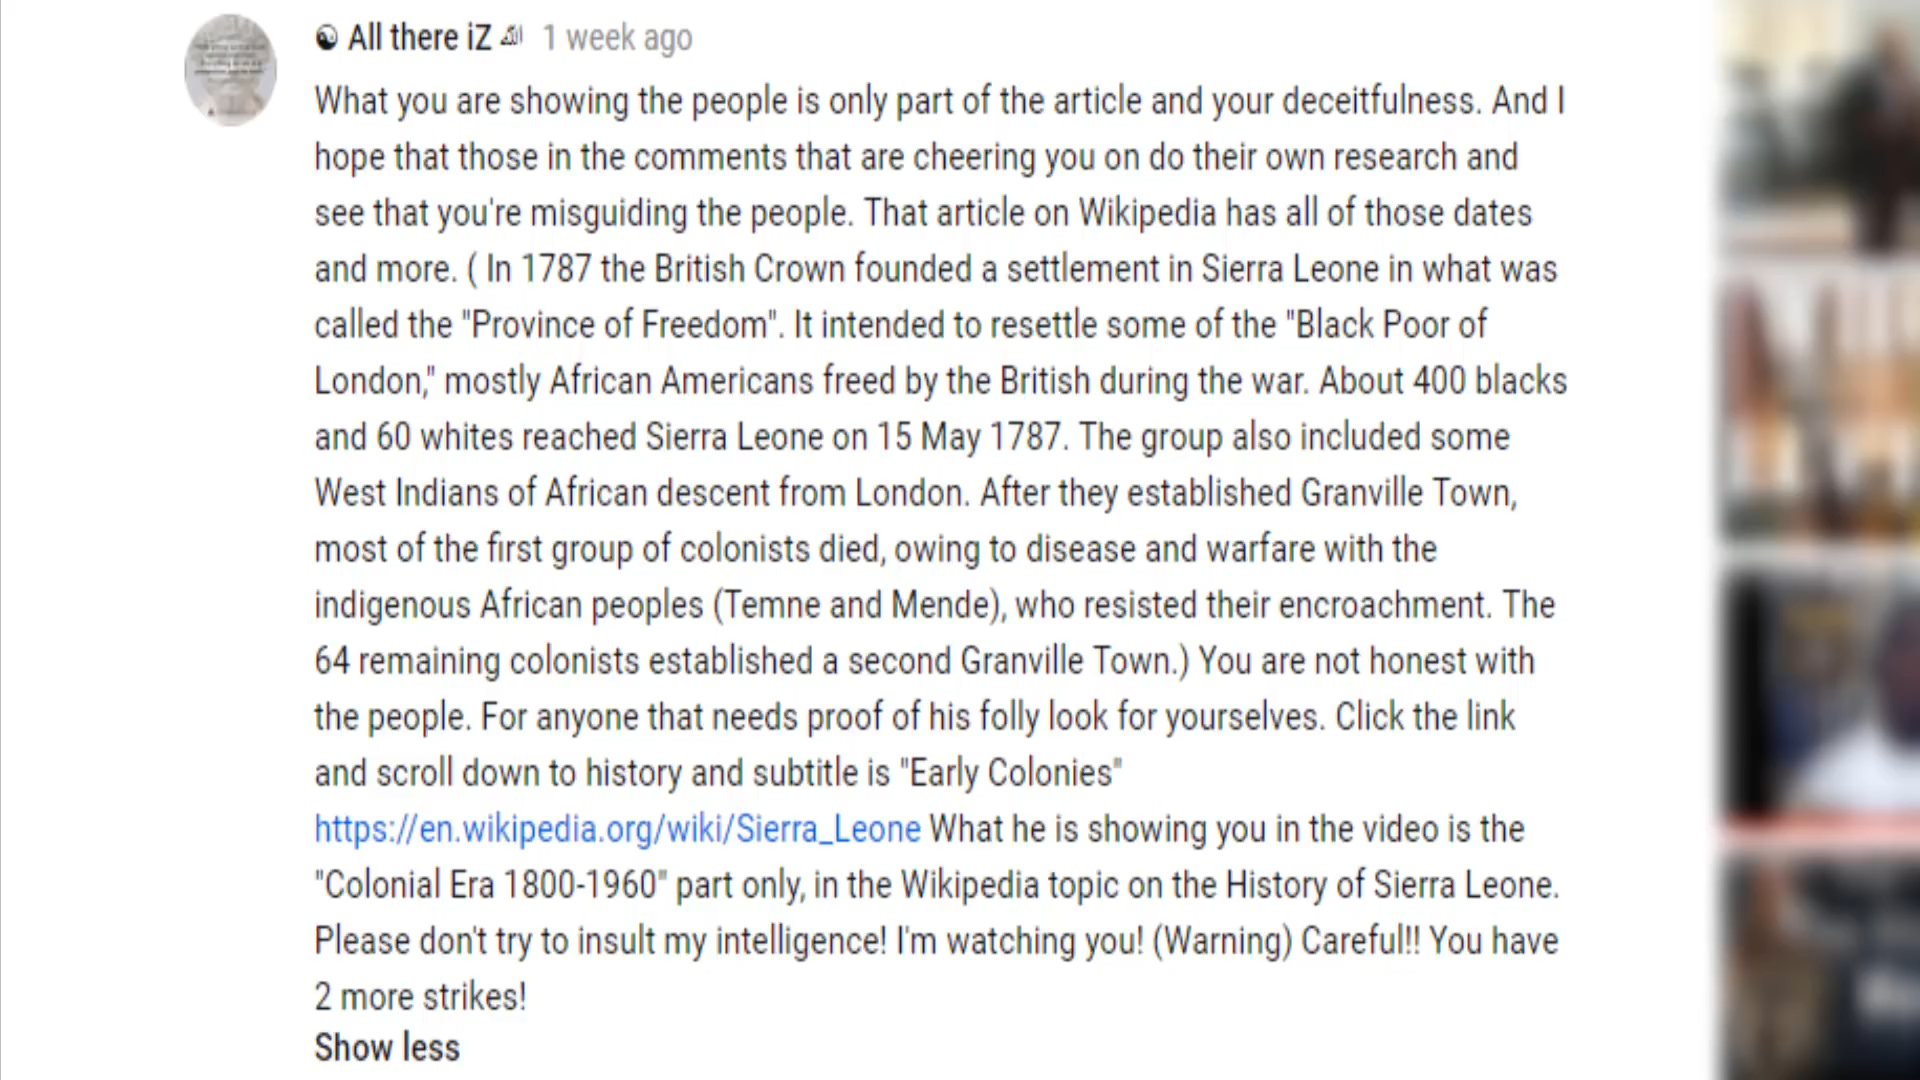 All there iZ 1 week ago
What you are showing the people is only part of the article and your deceitfulness. And I
hope that those in the comments that are cheering you on do their own research and
see that you're misguiding the people. That article on Wikipedia has all of those dates
and more. ( In 1787 the British Crown founded a settlement in Sierra Leone in what was
called the "Province of Freedom". It intended to resettle some of the "Black Poor of
London," mostly African Americans freed by the British during the war. About 400 blacks
and 60 whites reached Sierra Leone on 15 May 1787. The group also included some
West Indians of African descent from London. After they established Granville Town,
most of the first group of colonists died, owing to disease and warfare with the
indigenous African peoples (Temne and Mende), who resisted their encroachment. The
64 remaining colonists established a second Granville Town.) You are not honest with
the people. For anyone that needs proof of his folly look for yourselves. Click the link
and scroll down to history and subtitle is "Early Colonies"
https://en.wikipedia.org/wiki/Sierra_Leone What he is showing you in the video is the
"Colonial Era 1800-1960" part only, in the Wikipedia topic on the History of Sierra Leone.
Please don't try to insult my intelligence! I'm watching you! (Warning) Careful!! You have
2 more strikes!
Show less